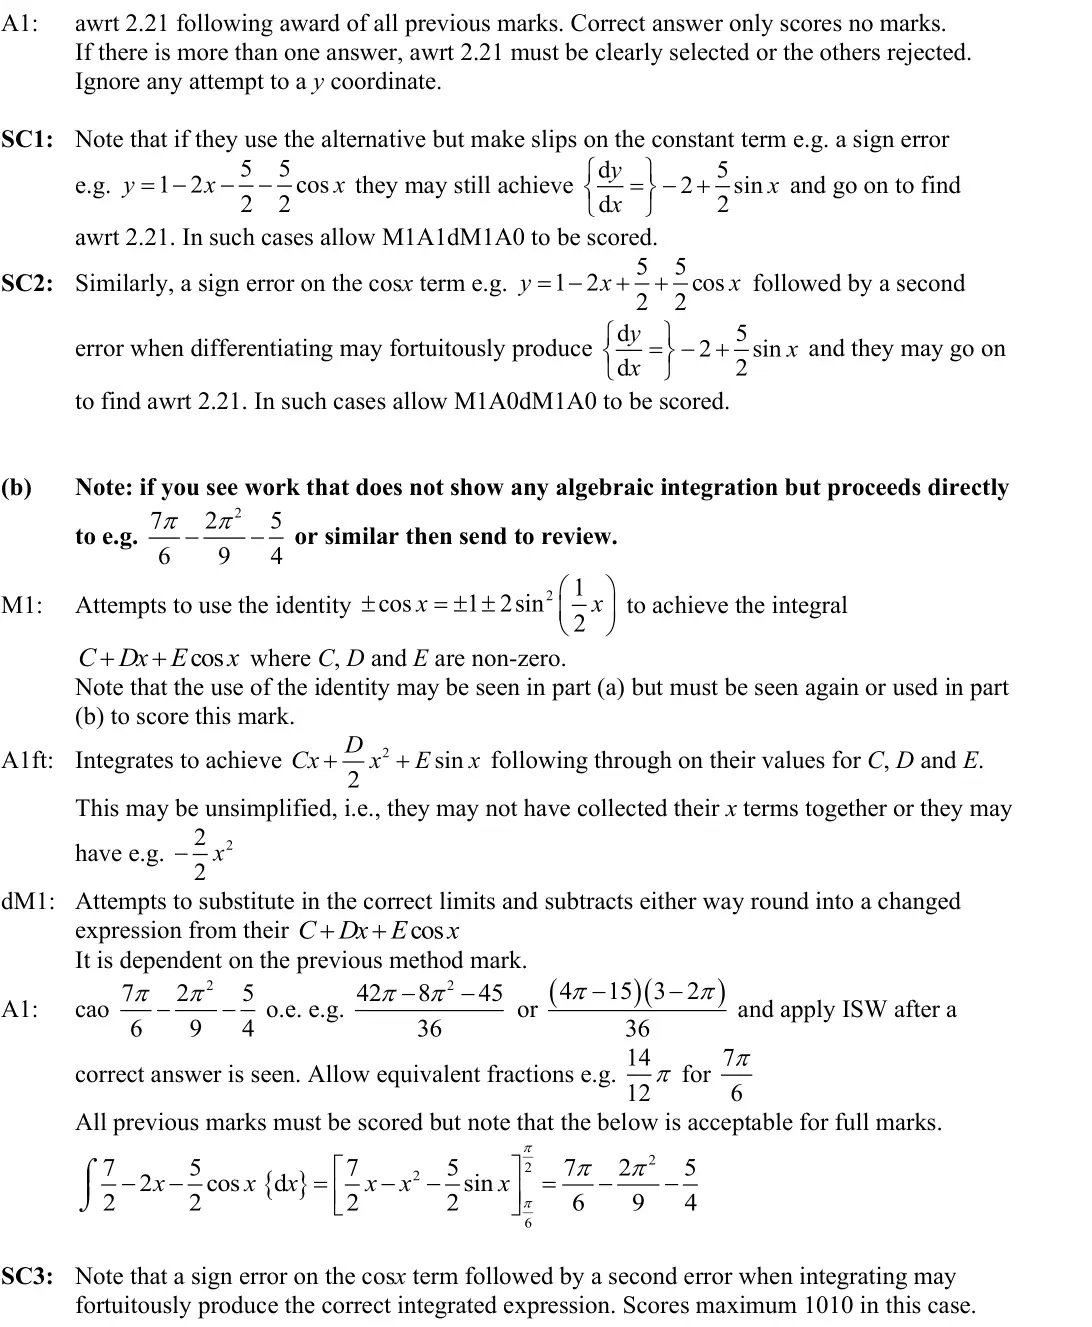 A1: awrt 2.21 following award of all previous marks. Correct answer only scores no marks.
If there is more than one answer, awrt 2.21 must be clearly selected or the others rejected.
Ignore any attempt to a y coordinate.
SC1: Note that if they use the alternative but make slips on the constant term e.g. a sign error
e.g. y = 1 − 2x − 5/2 − 5/2 cos x they may still achieve {dy/dx =} − 2 + 5/2 sin x and go on to find
awrt 2.21. In such cases allow M1A1dM1A0 to be scored.
SC2: Similarly, a sign error on the cosx term e.g. y = 1 − 2x + 5/2 + 5/2 cos x followed by a second
error when differentiating may fortuitously produce {dy/dx =} − 2 + 5/2 sin x and they may go on
to find awrt 2.21. In such cases allow M1A0dM1A0 to be scored.
(b) Note: if you see work that does not show any algebraic integration but proceeds directly
to e.g. 7π/6 − 2π²/9 − 5/4 or similar then send to review.
M1: Attempts to use the identity ±cos x = ±1 ± 2 sin²(1/2 x) to achieve the integral
C + Dx + E cos x where C, D and E are non-zero.
Note that the use of the identity may be seen in part (a) but must be seen again or used in part
(b) to score this mark.
A1ft: Integrates to achieve Cx + D/2 x² + E sin x following through on their values for C, D and E.
This may be unsimplified, i.e., they may not have collected their x terms together or they may
have e.g. − 2/2 x²
dM1: Attempts to substitute in the correct limits and subtracts either way round into a changed
expression from their C + Dx + E cos x
It is dependent on the previous method mark.
A1: cao 7π/6 − 2π²/9 − 5/4 o.e. e.g. (42π − 8π² − 45)/36 or (4π − 15)(3 − 2π)/36 and apply ISW after a
correct answer is seen. Allow equivalent fractions e.g. 14/12 π for 7π/6
All previous marks must be scored but note that the below is acceptable for full marks.
∫ 7/2 − 2x − 5/2 cos x {dx} = [7/2 x − x² − 5/2 sin x]_{π/6}^{π/2} = 7π/6 − 2π²/9 − 5/4
SC3: Note that a sign error on the cosx term followed by a second error when integrating may
fortuitously produce the correct integrated expression. Scores maximum 1010 in this case.